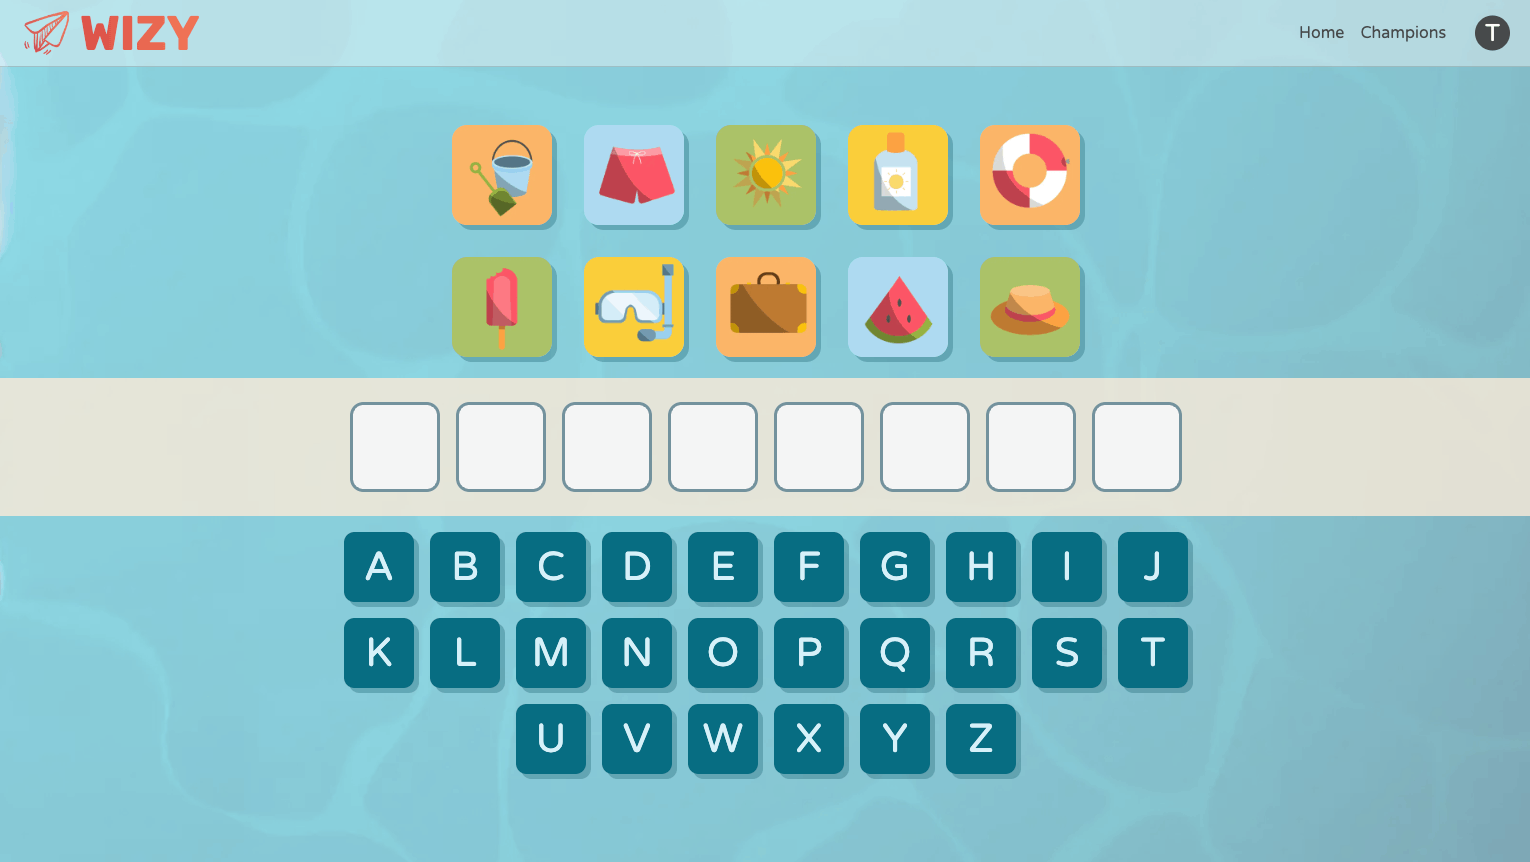 WIZY
Home Champions T
A B C D E F G H I J
K L M N O P Q R S T
U V W X Y Z